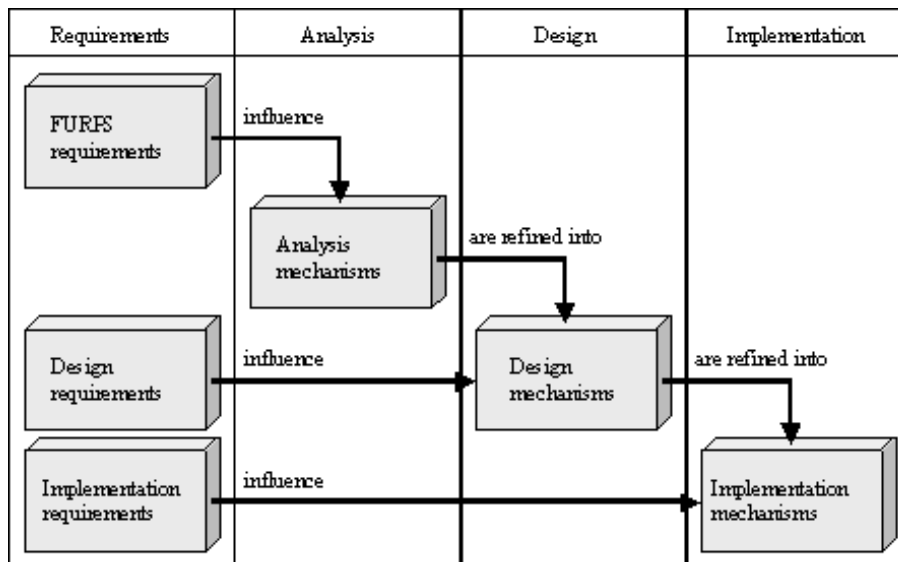 Requirements
Analysis
Design
Implementation
FURPS
requirements
influence
Analysis
mechanisms
are refined into
Design
requirements
influence
Design
mechanisms
are refined into
Implementation
requirements
influence
Implementation
mechanisms